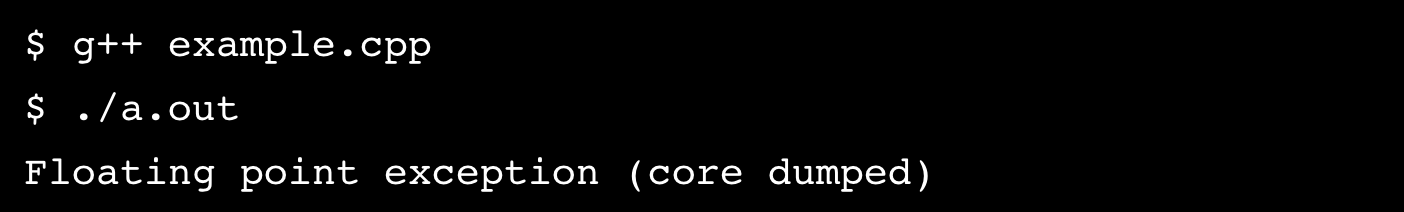 $ g++ example.cpp
$ ./a.out
Floating point exception (core dumped)